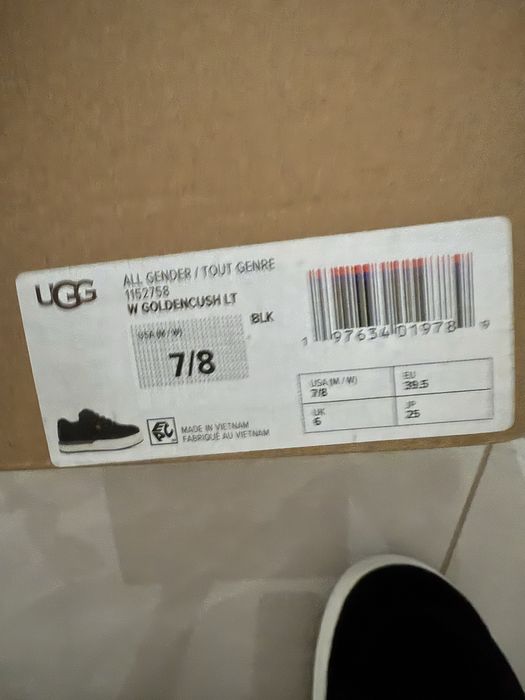 UGG
ALL GENDER / TOUT GENRE
1152758
W GOLDENCUSH LT
BLK
USA (M / W)
7/8
MADE IN VIETNAM
FABRIQUÉ AU VIETNAM
1 97634 01978 9
USA (M / W)
7/8
EU
39.5
UK
6
JP
25